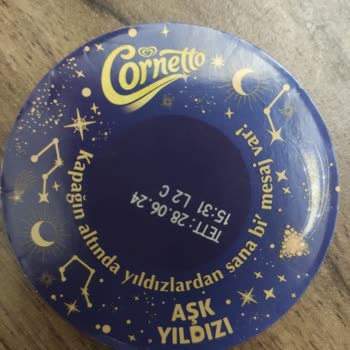 Cornetto
Kapağın altında yıldızlardan sana bi' mesaj var!
TETT: 28.06.24
15:31 L2 C
AŞK
YILDIZI